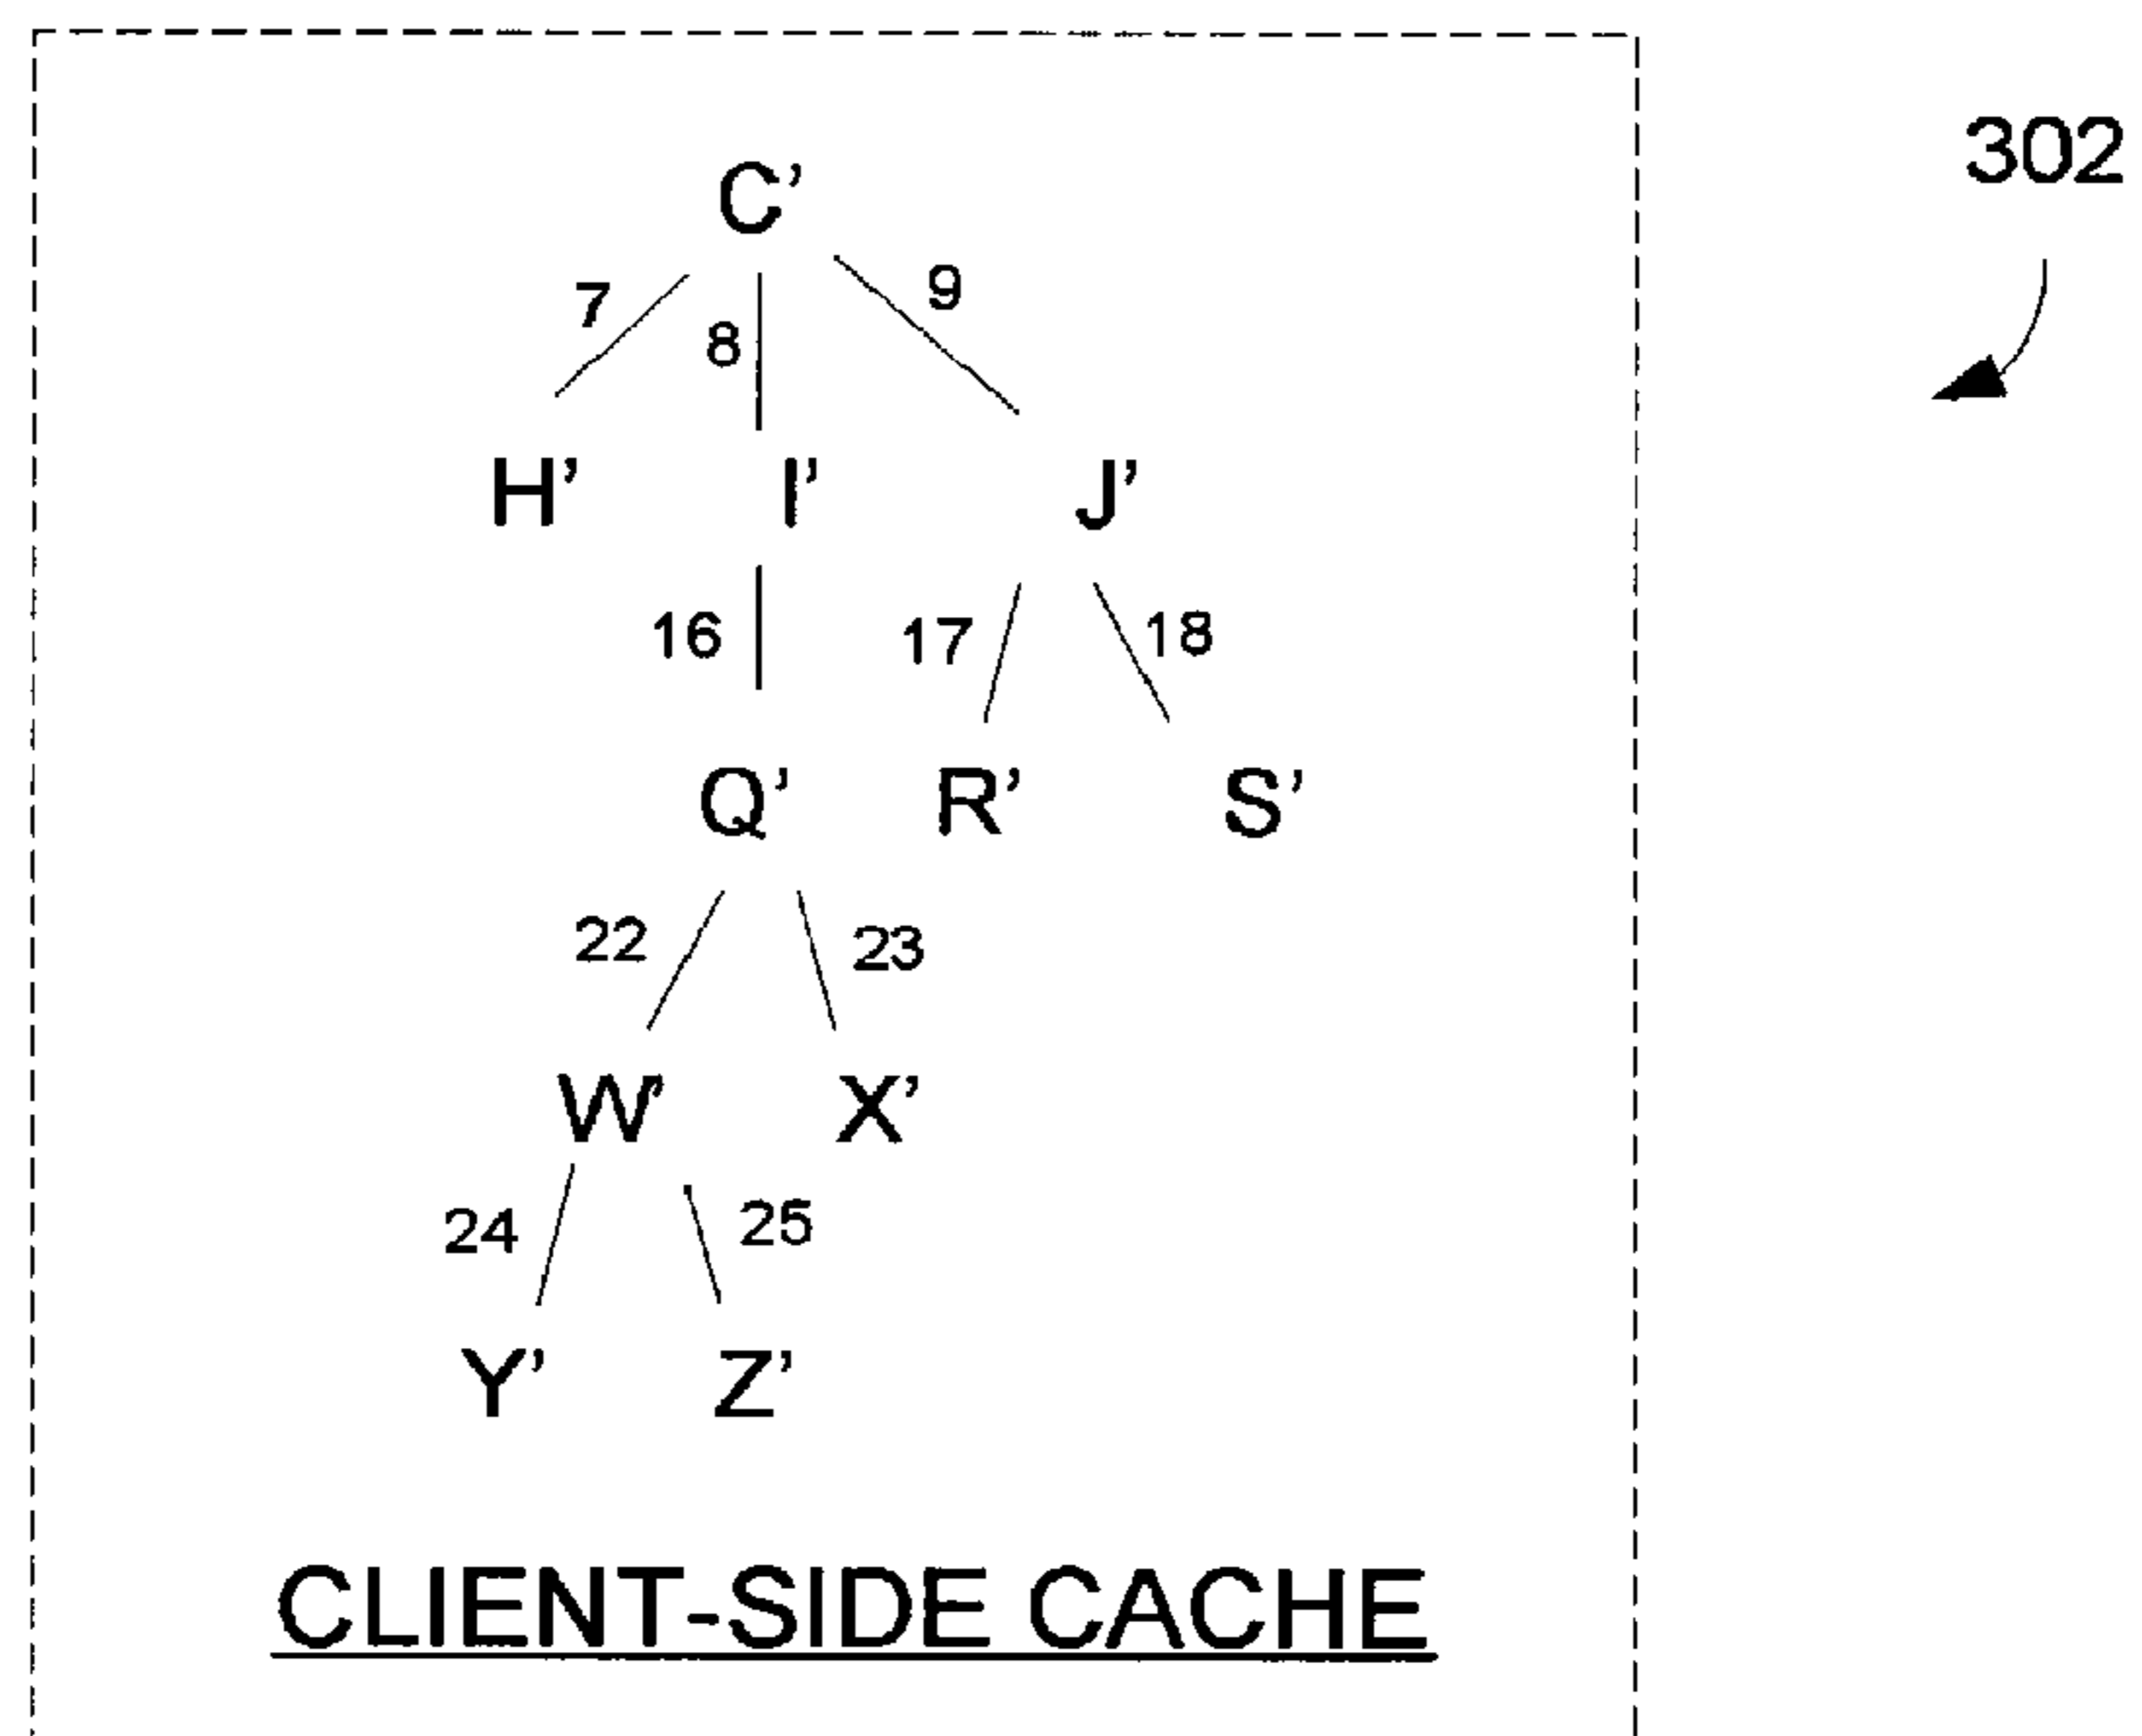 302
C’
7 8 9
H’ I’ J’
16 17 18
Q’ R’ S’
22 23
W’ X’
24 25
Y’ Z’
CLIENT-SIDE CACHE